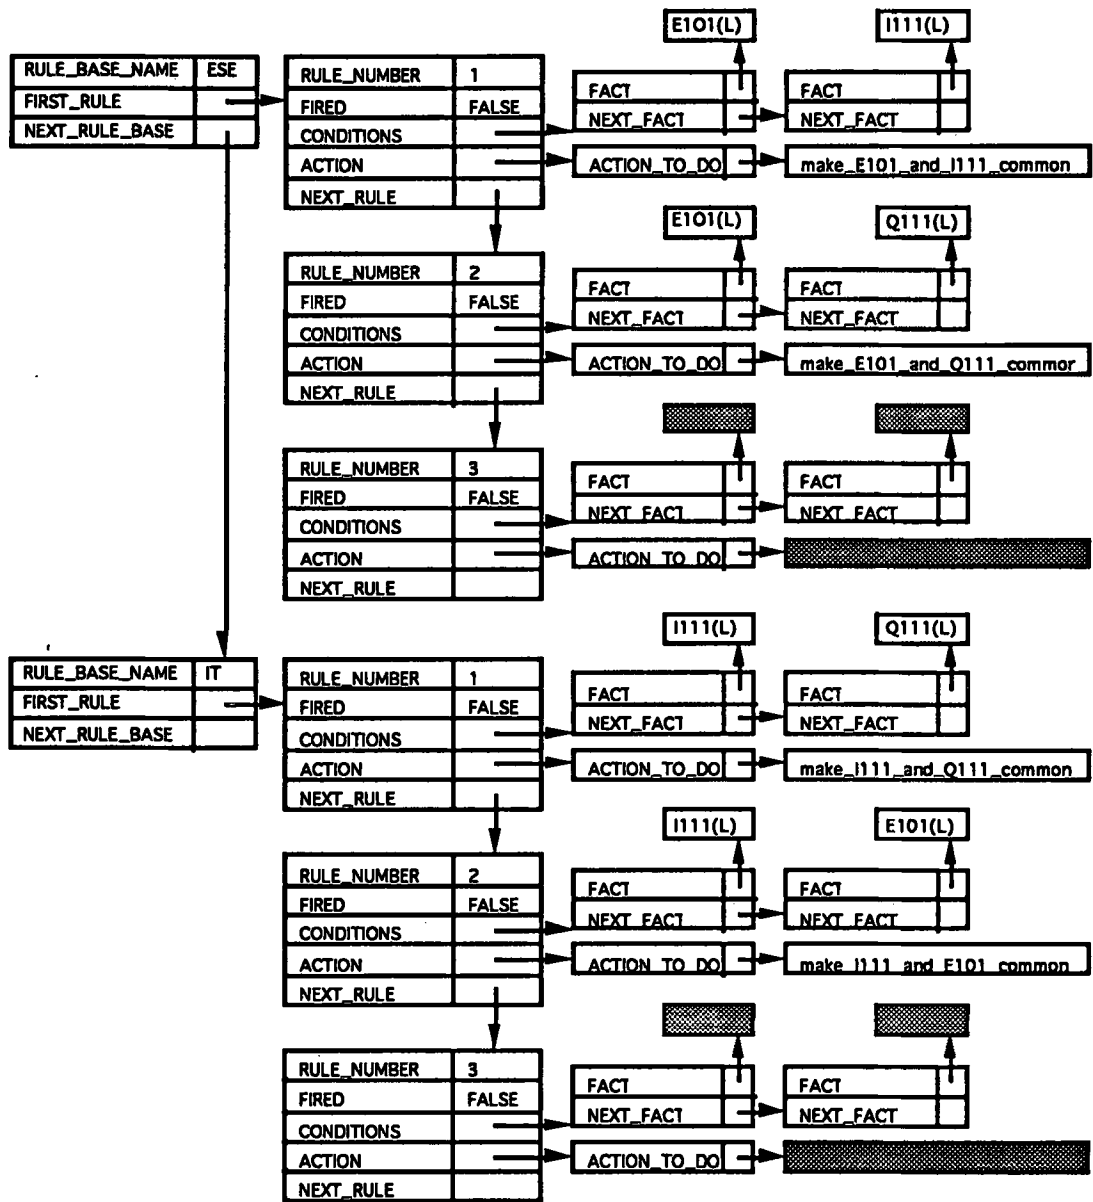 E101(L) I111(L)
RULE_BASE_NAME ESE RULE_NUMBER 1 FACT FACT
FIRST_RULE FIRED FALSE NEXT_FACT NEXT_FACT
NEXT_RULE_BASE CONDITIONS
ACTION ACTION_TO_DO make_E101_and_I111_common
NEXT_RULE
E101(L) Q111(L)
RULE_NUMBER 2 FACT FACT
FIRED FALSE NEXT_FACT NEXT_FACT
CONDITIONS
ACTION ACTION_TO_DO make_E101_and_Q111_commor
NEXT_RULE
RULE_NUMBER 3 FACT FACT
FIRED FALSE NEXT_FACT NEXT_FACT
CONDITIONS
ACTION ACTION_TO_DO
NEXT_RULE
I111(L) Q111(L)
RULE_BASE_NAME IT RULE_NUMBER 1 FACT FACT
FIRST_RULE FIRED FALSE NEXT_FACT NEXT_FACT
NEXT_RULE_BASE CONDITIONS
ACTION ACTION_TO_DO make_I111_and_Q111_common
NEXT_RULE
I111(L) E101(L)
RULE_NUMBER 2 FACT FACT
FIRED FALSE NEXT_FACT NEXT_FACT
CONDITIONS
ACTION ACTION_TO_DO make_I111_and_E101_common
NEXT_RULE
RULE_NUMBER 3 FACT FACT
FIRED FALSE NEXT_FACT NEXT_FACT
CONDITIONS
ACTION ACTION_TO_DO
NEXT_RULE